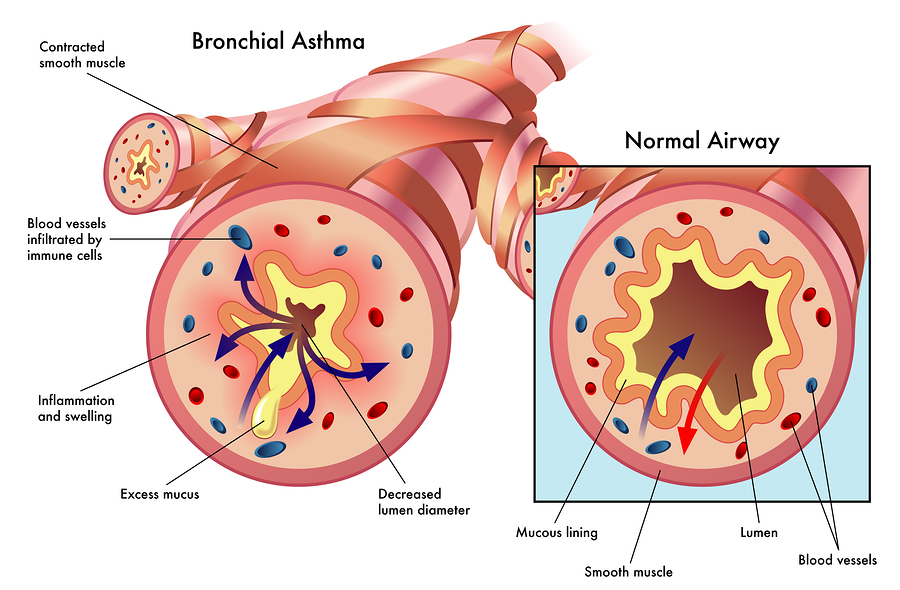 Bronchial Asthma
Contracted
smooth muscle
Blood vessels
infiltrated by
immune cells
Inflammation
and swelling
Excess mucus
Decreased
lumen diameter
Normal Airway
Mucous lining
Smooth muscle
Lumen
Blood vessels